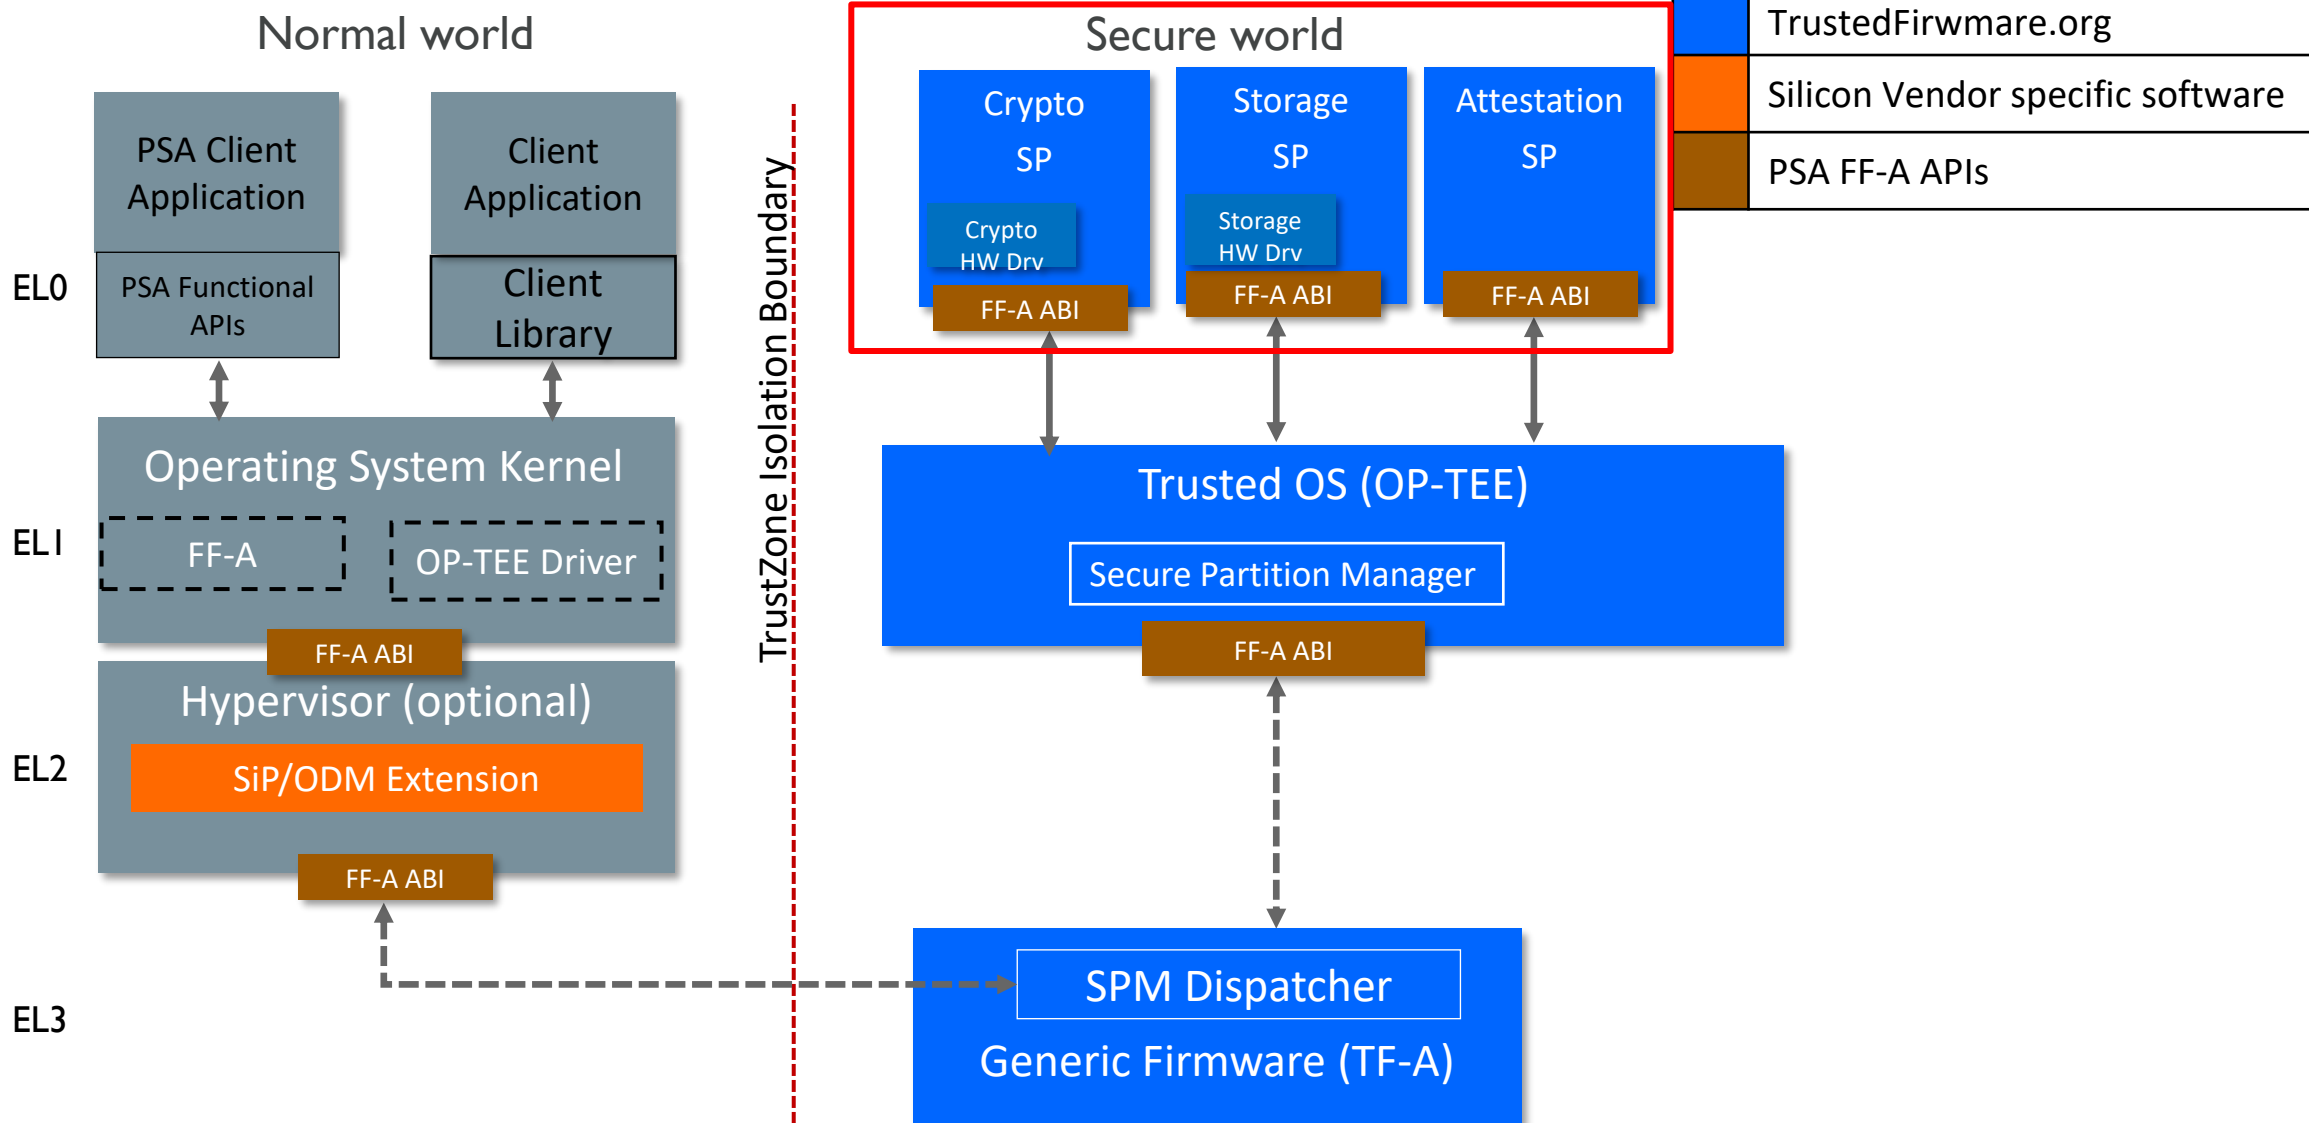 Normal world
Secure world
TrustedFirwmare.org
Silicon Vendor specific software
PSA FF-A APIs
PSA Client
Application
PSA Functional
APIs
Client
Application
Client
Library
EL0
Operating System Kernel
FF-A
OP-TEE Driver
EL1
FF-A ABI
Hypervisor (optional)
SiP/ODM Extension
EL2
FF-A ABI
EL3
TrustZone Isolation Boundary
Crypto
SP
Crypto
HW Drv
FF-A ABI
Storage
SP
Storage
HW Drv
FF-A ABI
Attestation
SP
FF-A ABI
Trusted OS (OP-TEE)
Secure Partition Manager
FF-A ABI
SPM Dispatcher
Generic Firmware (TF-A)